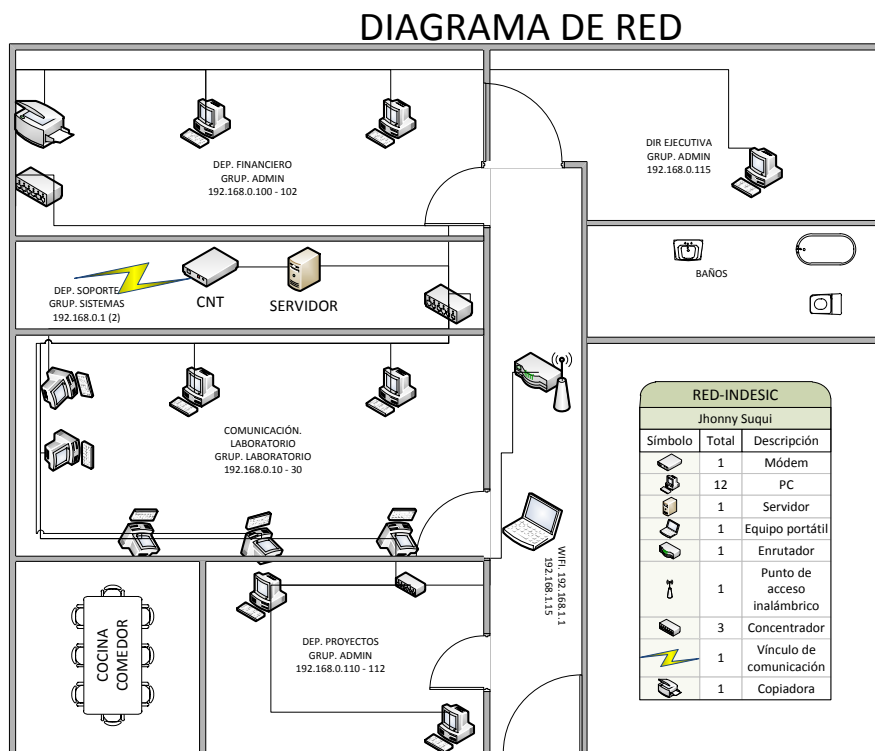 DIAGRAMA DE RED
DEP. FINANCIERO
GRUP. ADMIN
192.168.0.100 - 102
DIR EJECUTIVA
GRUP. ADMIN
192.168.0.115
DEP. SOPORTE
GRUP. SISTEMAS
192.168.0.1 (2)
CNT
SERVIDOR
BAÑOS
COMUNICACIÓN.
LABORATORIO
GRUP. LABORATORIO
192.168.0.10 - 30
WIFI. 192.168.1.1
192.168.1.15
COCINA
COMEDOR
DEP. PROYECTOS
GRUP. ADMIN
192.168.0.110 - 112
RED-INDESIC
Jhonny Suqui
Símbolo Total Descripción
1 Módem
12 PC
1 Servidor
1 Equipo portátil
1 Enrutador
1 Punto de
acceso
inalámbrico
3 Concentrador
1 Vínculo de
comunicación
1 Copiadora